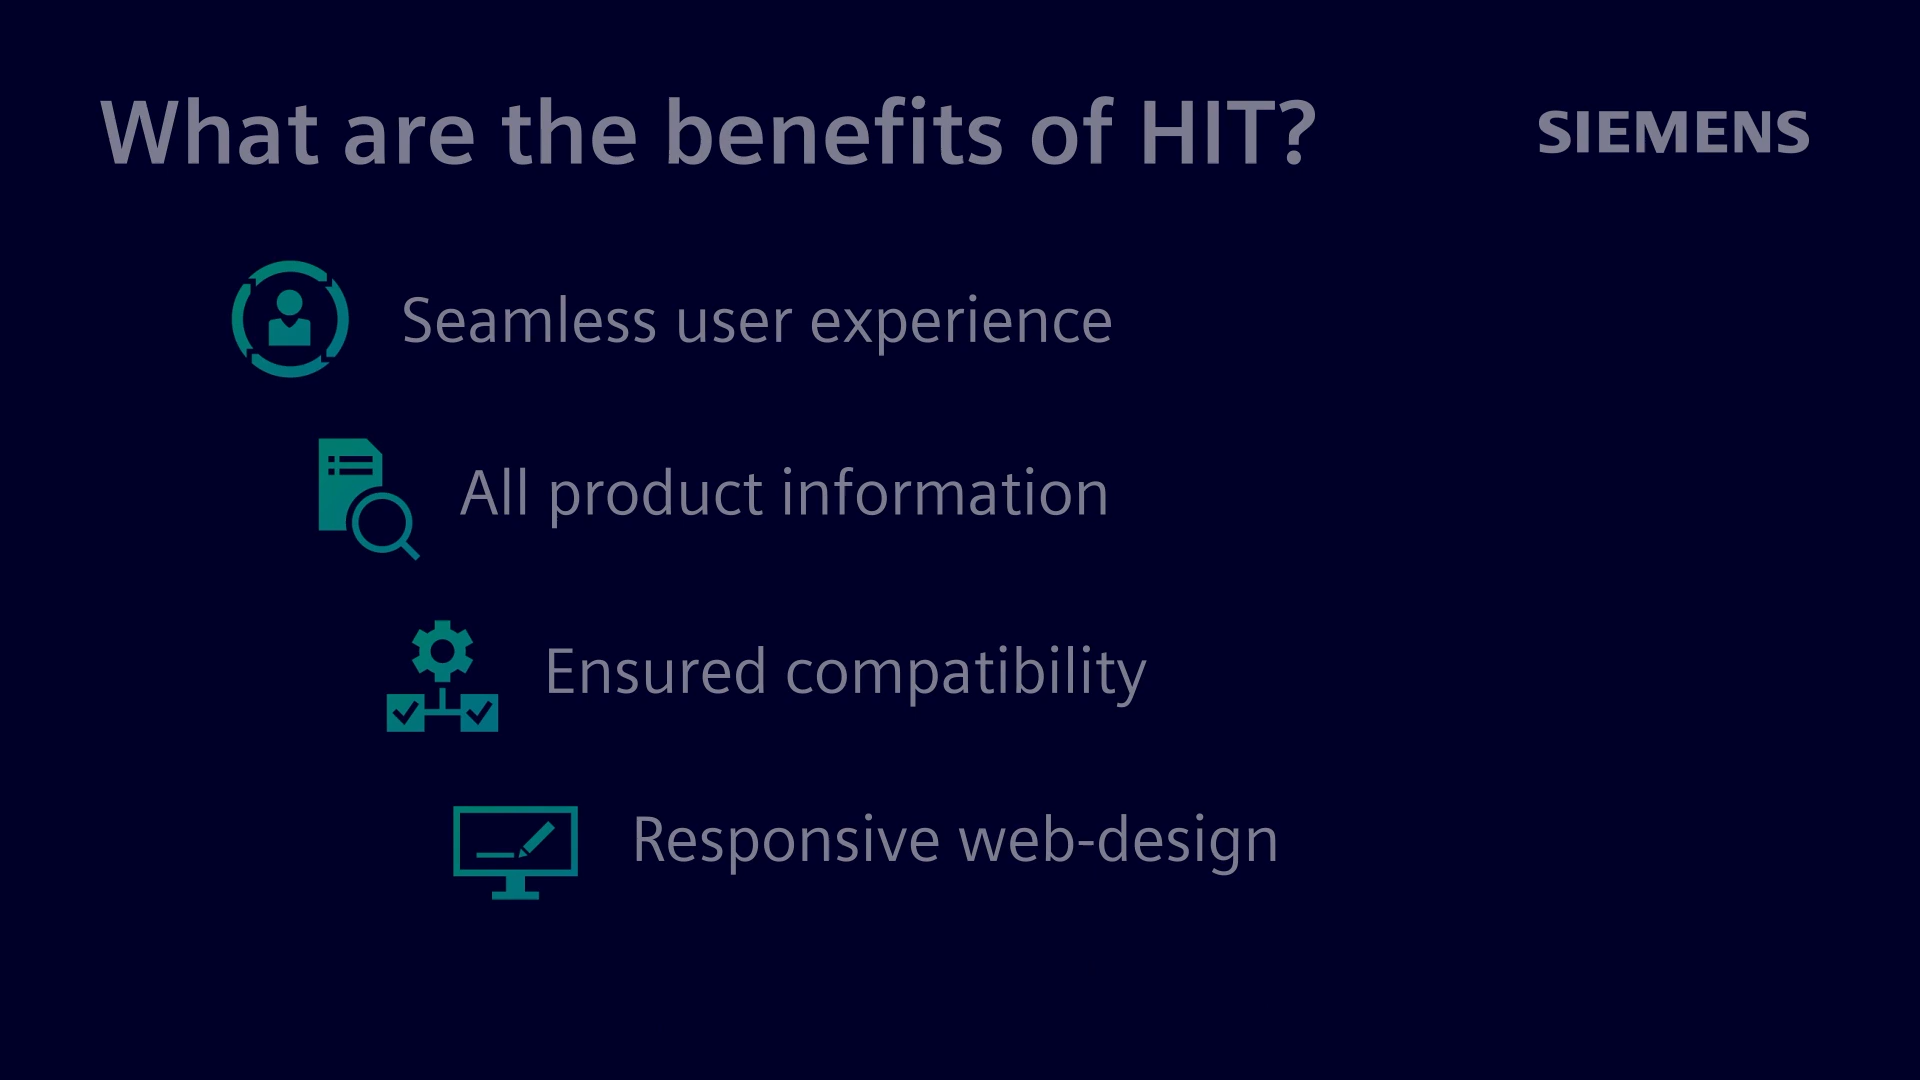 What are the benefits of HIT?
SIEMENS
Seamless user experience
All product information
Ensured compatibility
Responsive web-design